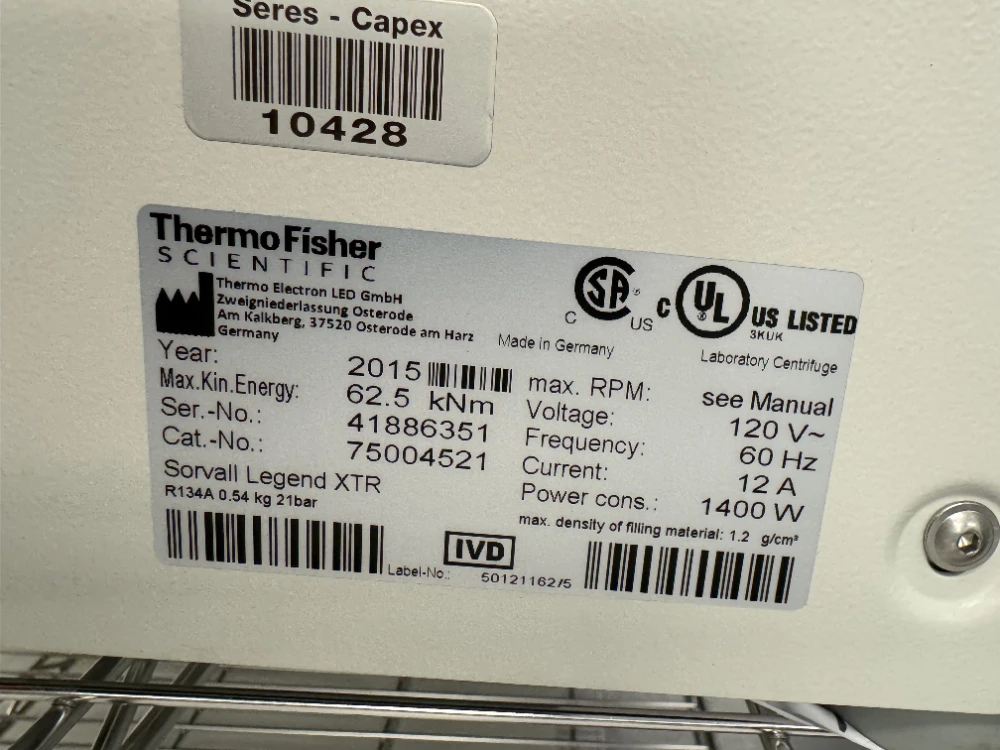 Seres - Capex
10428
ThermoFisher
SCIENTIFIC
Thermo Electron LED GmbH
Zweigniederlassung Osterode
Am Kalkberg, 37520 Osterode am Harz
Germany
Made in Germany
CSA
C US
C UL US LISTED
3KUK
Laboratory Centrifuge
Year: 2015
Max.Kin.Energy: 62.5 kNm
Ser.-No.: 41886351
Cat.-No.: 75004521
Sorvall Legend XTR
R134A 0.54 kg 21bar
max. RPM: see Manual
Voltage: 120 V~
Frequency: 60 Hz
Current: 12 A
Power cons.: 1400 W
max. density of filling material: 1.2 g/cm³
IVD
Label-No.: 50121162/5